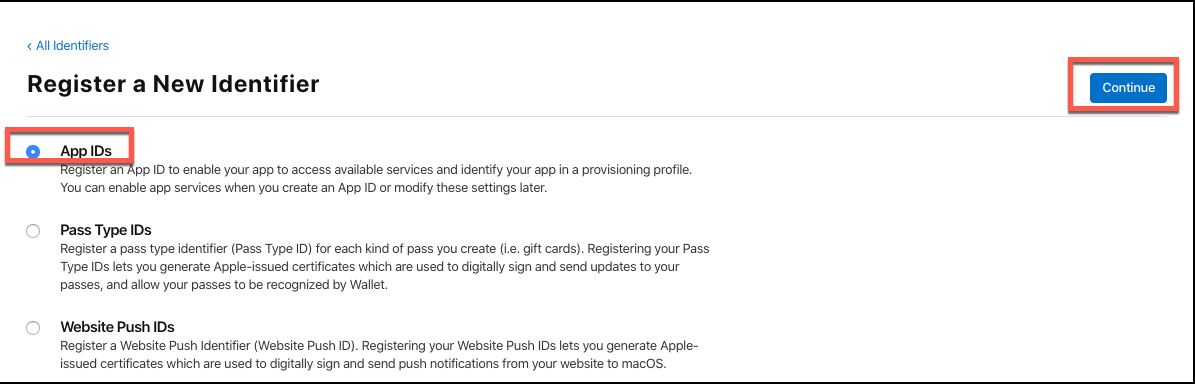 ‹ All Identifiers
Register a New Identifier
Continue
App IDs
Register an App ID to enable your app to access available services and identify your app in a provisioning profile.
You can enable app services when you create an App ID or modify these settings later.
Pass Type IDs
Register a pass type identifier (Pass Type ID) for each kind of pass you create (i.e. gift cards). Registering your Pass
Type IDs lets you generate Apple-issued certificates which are used to digitally sign and send updates to your
passes, and allow your passes to be recognized by Wallet.
Website Push IDs
Register a Website Push Identifier (Website Push ID). Registering your Website Push IDs lets you generate Apple-
issued certificates which are used to digitally sign and send push notifications from your website to macOS.